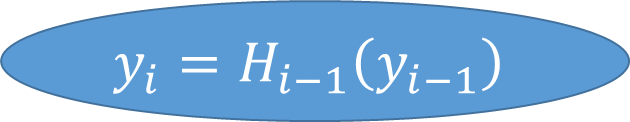 yᵢ = Hᵢ₋₁(yᵢ₋₁)